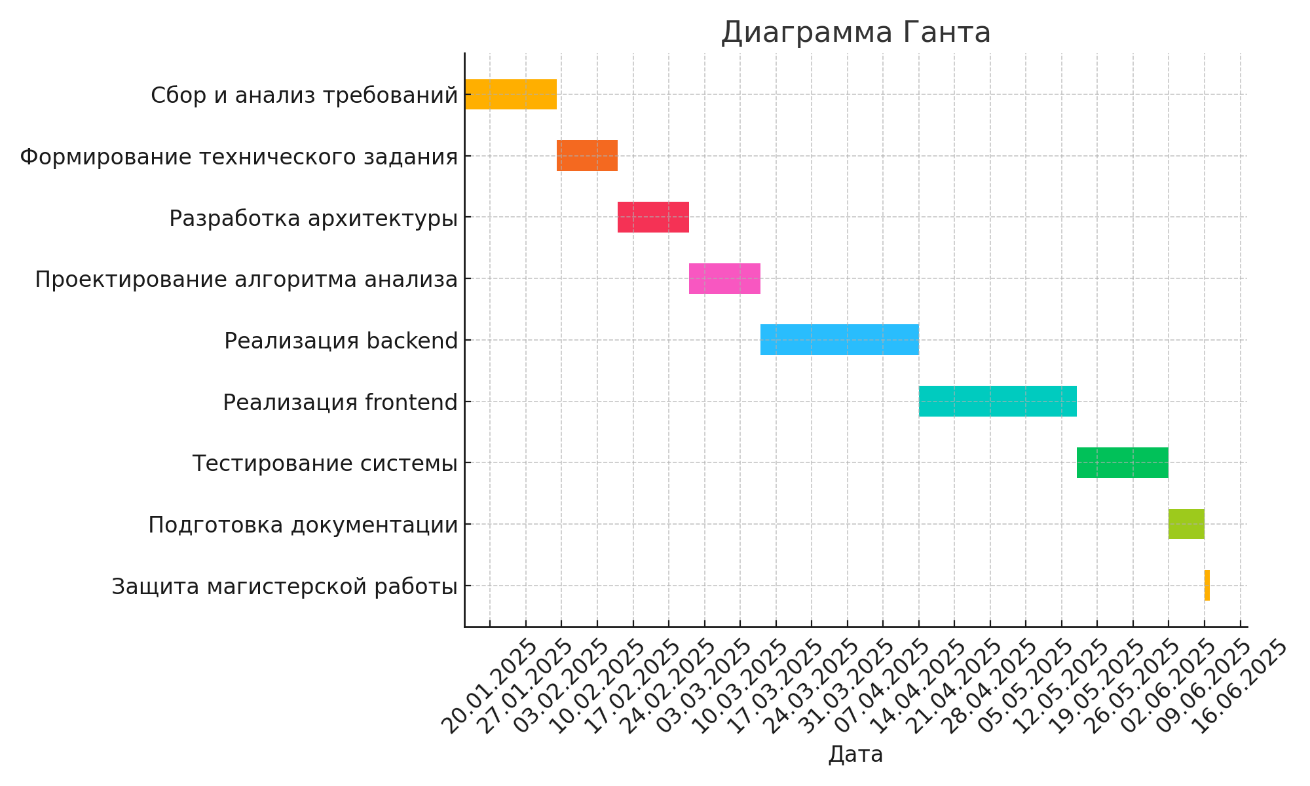 Диаграмма Ганта
Сбор и анализ требований
Формирование технического задания
Разработка архитектуры
Проектирование алгоритма анализа
Реализация backend
Реализация frontend
Тестирование системы
Подготовка документации
Защита магистерской работы
20.01.2025
27.01.2025
03.02.2025
10.02.2025
17.02.2025
24.02.2025
03.03.2025
10.03.2025
17.03.2025
24.03.2025
31.03.2025
07.04.2025
14.04.2025
21.04.2025
28.04.2025
05.05.2025
12.05.2025
19.05.2025
26.05.2025
02.06.2025
09.06.2025
16.06.2025
Дата